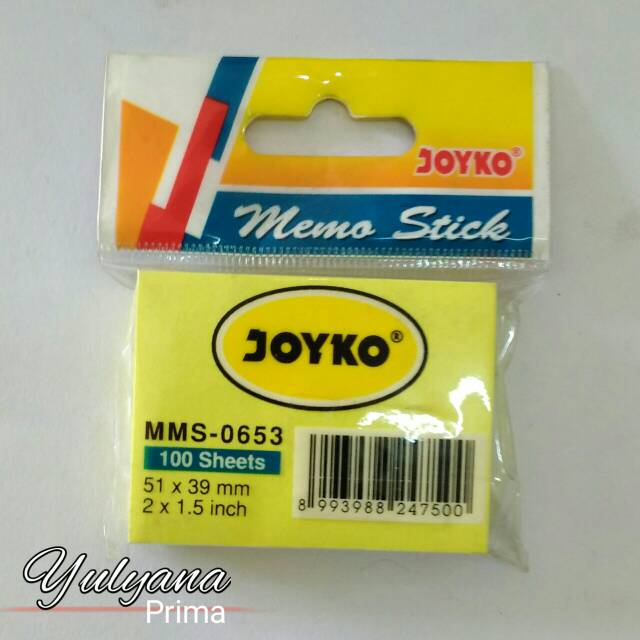 JOYKO®
Memo Stick
JOYKO®
MMS-0653
100 Sheets
51 x 39 mm
2 x 1.5 inch
8 993988 247500
Yulyana
Prima